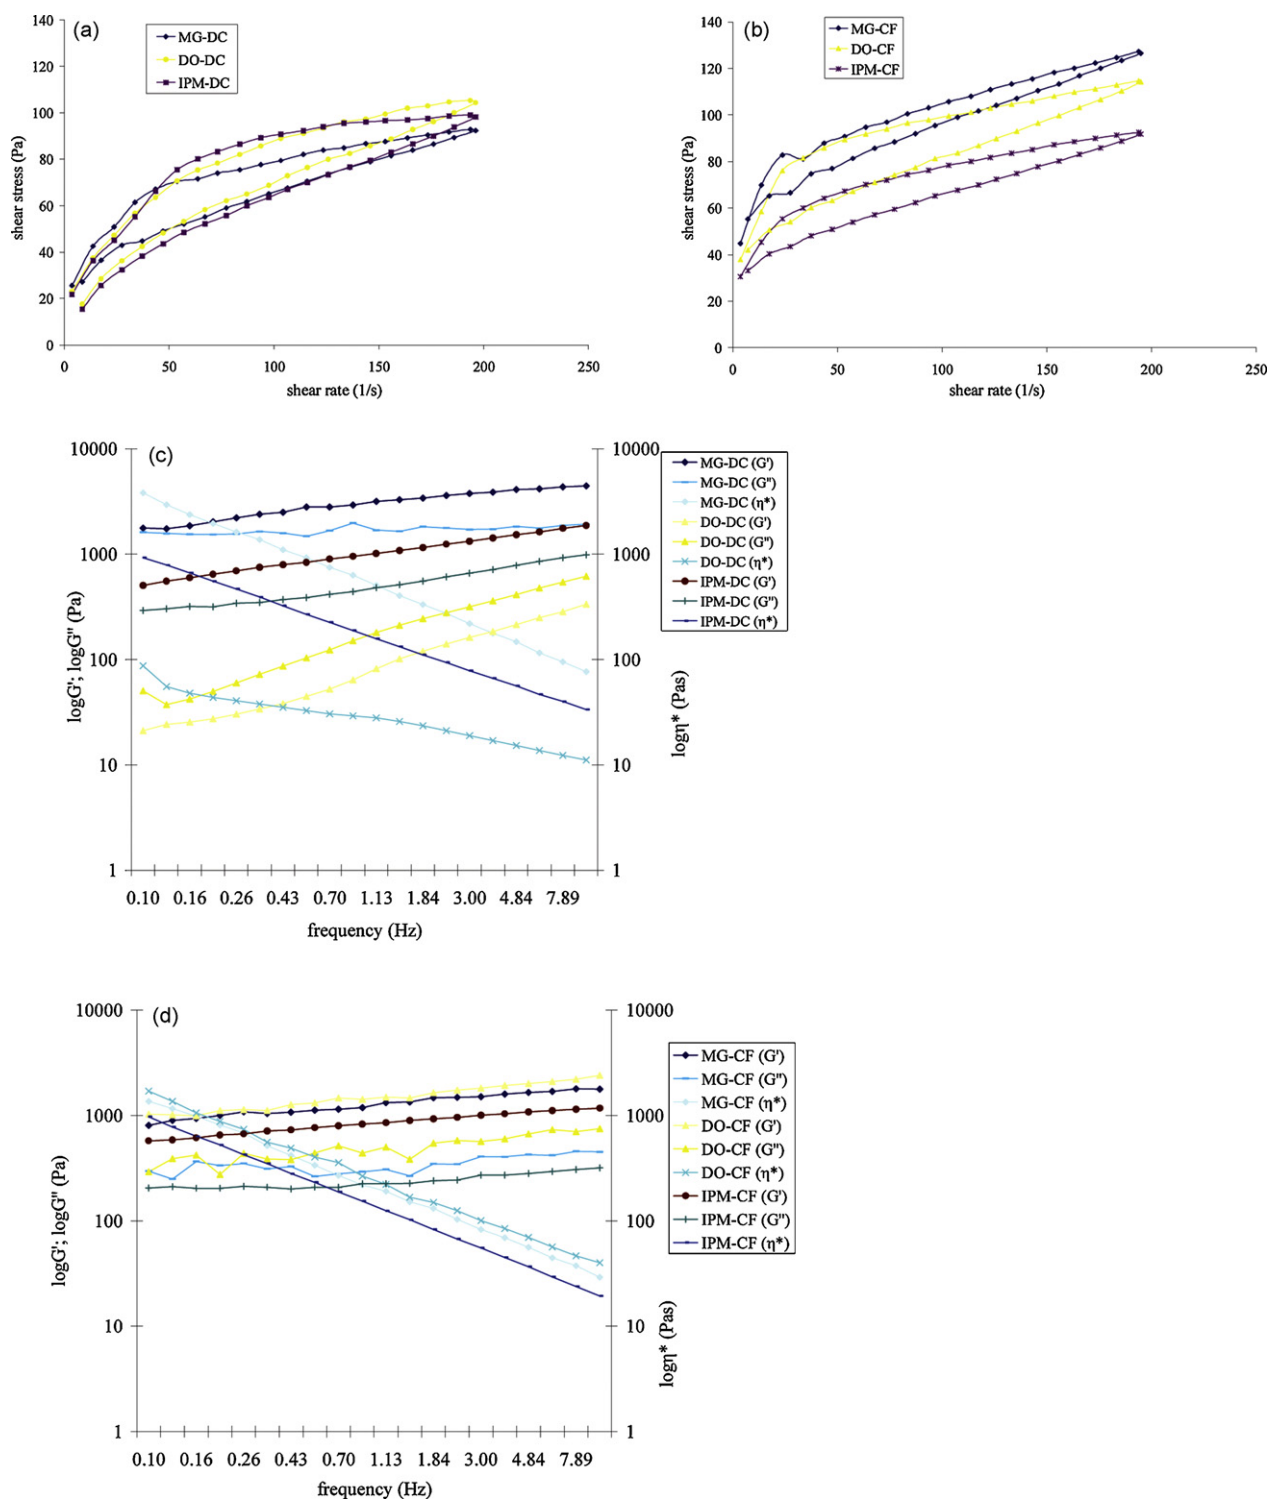 (a)
MG-DC
DO-DC
IPM-DC
shear stress (Pa)
140
120
100
80
60
40
20
0
0 50 100 150 200 250
shear rate (1/s)
(b)
MG-CF
DO-CF
IPM-CF
shear stress (Pa)
140
120
100
80
60
40
20
0
0 50 100 150 200 250
shear rate (1/s)
(c)
logG'; logG" (Pa)
10000
1000
100
10
1
10000
1000
100
10
1
logη* (Pas)
0.10 0.16 0.26 0.43 0.70 1.13 1.84 3.00 4.84 7.89
frequency (Hz)
MG-DC (G')
MG-DC (G")
MG-DC (η*)
DO-DC (G')
DO-DC (G")
DO-DC (η*)
IPM-DC (G')
IPM-DC (G")
IPM-DC (η*)
(d)
logG'; logG" (Pa)
10000
1000
100
10
1
10000
1000
100
10
1
logη* (Pas)
0.10 0.16 0.26 0.43 0.70 1.13 1.84 3.00 4.84 7.89
frequency (Hz)
MG-CF (G')
MG-CF (G")
MG-CF (η*)
DO-CF (G')
DO-CF (G")
DO-CF (η*)
IPM-CF (G')
IPM-CF (G")
IPM-CF (η*)